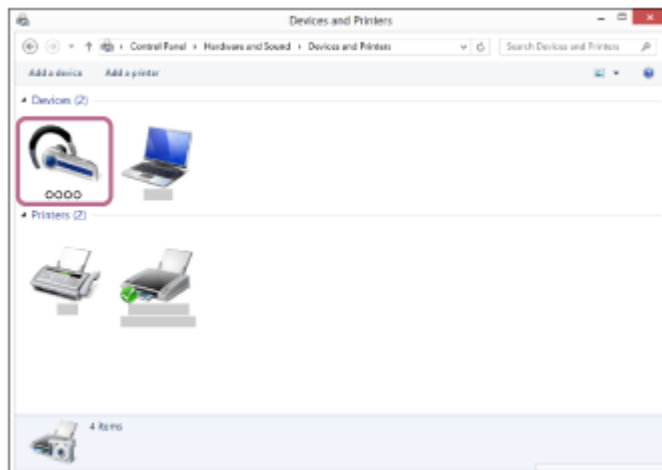 Devices and Printers
Control Panel › Hardware and Sound › Devices and Printers
Search Devices and Printers
Add a device Add a printer
Devices (2)
oooo
Printers (2)
4 items